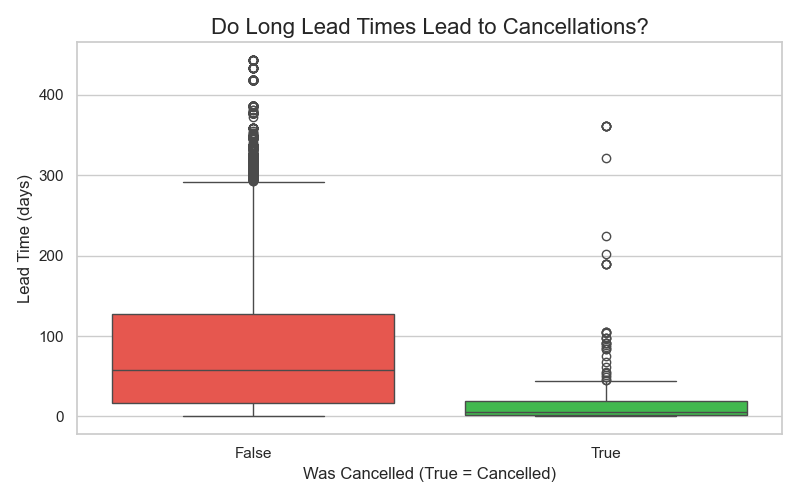 Do Long Lead Times Lead to Cancellations?
Lead Time (days)
400
300
200
100
0
False
True
Was Cancelled (True = Cancelled)